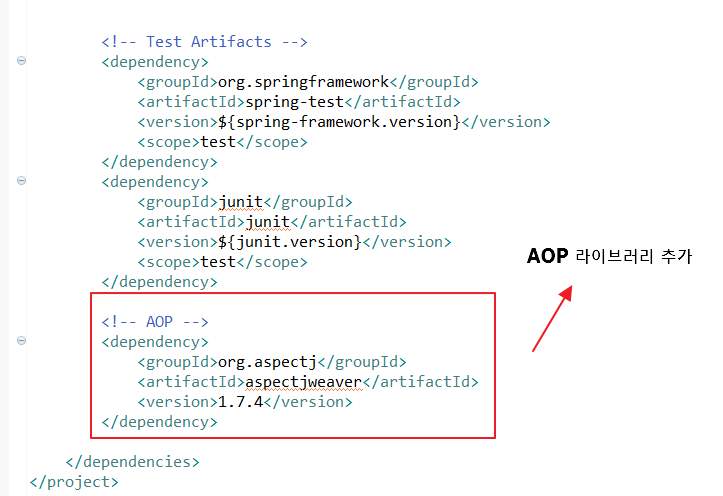 <!-- Test Artifacts -->
<dependency>
<groupId>org.springframework</groupId>
<artifactId>spring-test</artifactId>
<version>${spring-framework.version}</version>
<scope>test</scope>
</dependency>
<dependency>
<groupId>junit</groupId>
<artifactId>junit</artifactId>
<version>${junit.version}</version>
<scope>test</scope>
</dependency>
AOP 라이브러리 추가
<!-- AOP -->
<dependency>
<groupId>org.aspectj</groupId>
<artifactId>aspectjweaver</artifactId>
<version>1.7.4</version>
</dependency>
</dependencies>
</project>